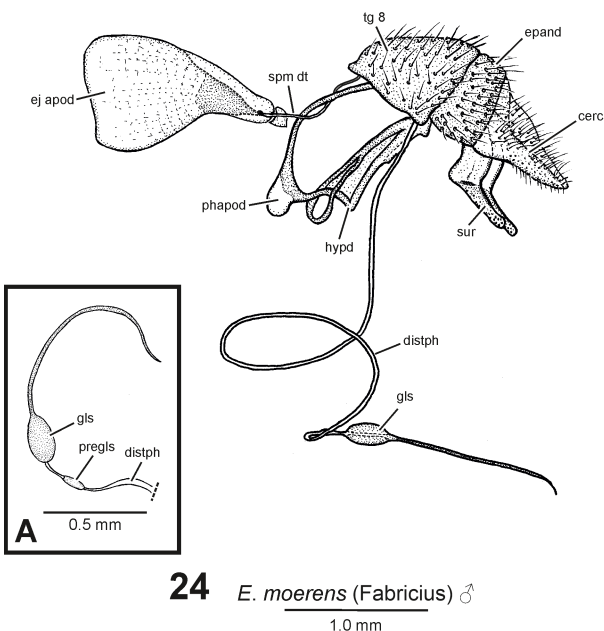 tg 8
epand
ej apod
spm dt
cerc
phapod
hypd
sur
distph
gls
gls
pregls
distph
A
0.5 mm
24 E. moerens (Fabricius) ♂
1.0 mm